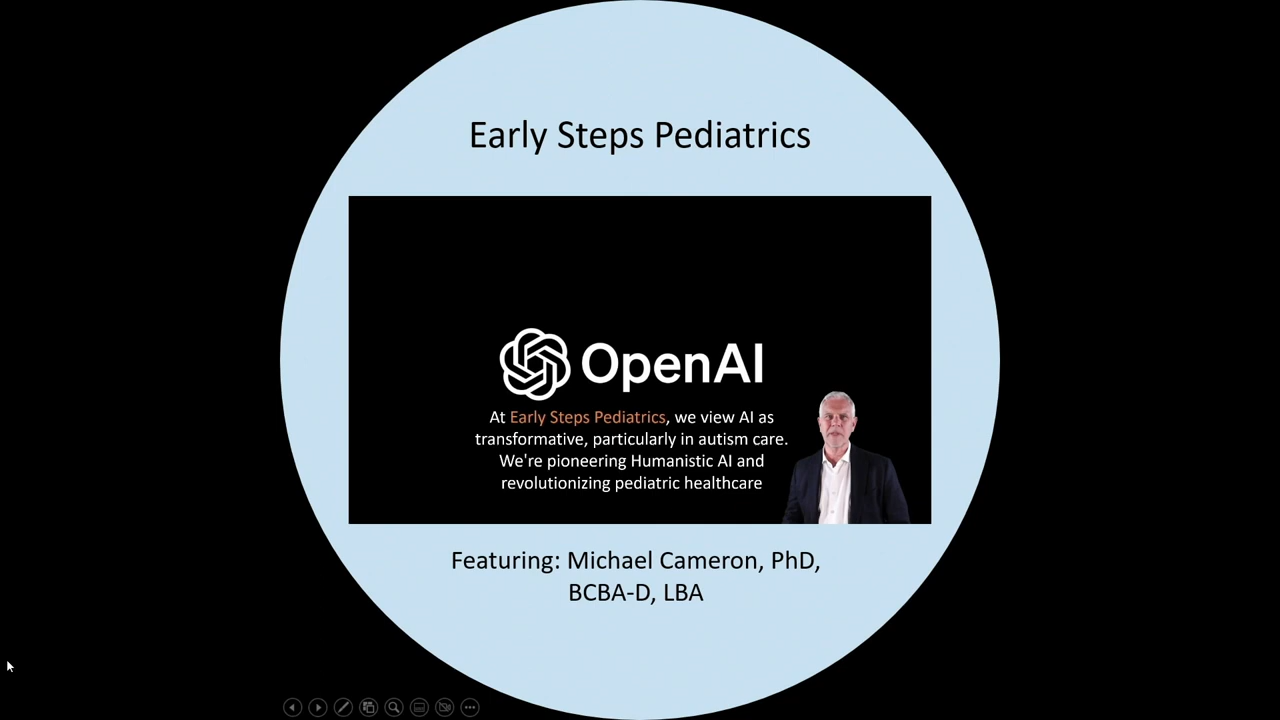 Early Steps Pediatrics
OpenAI
At Early Steps Pediatrics, we view AI as
transformative, particularly in autism care.
We're pioneering Humanistic AI and
revolutionizing pediatric healthcare
Featuring: Michael Cameron, PhD,
BCBA-D, LBA